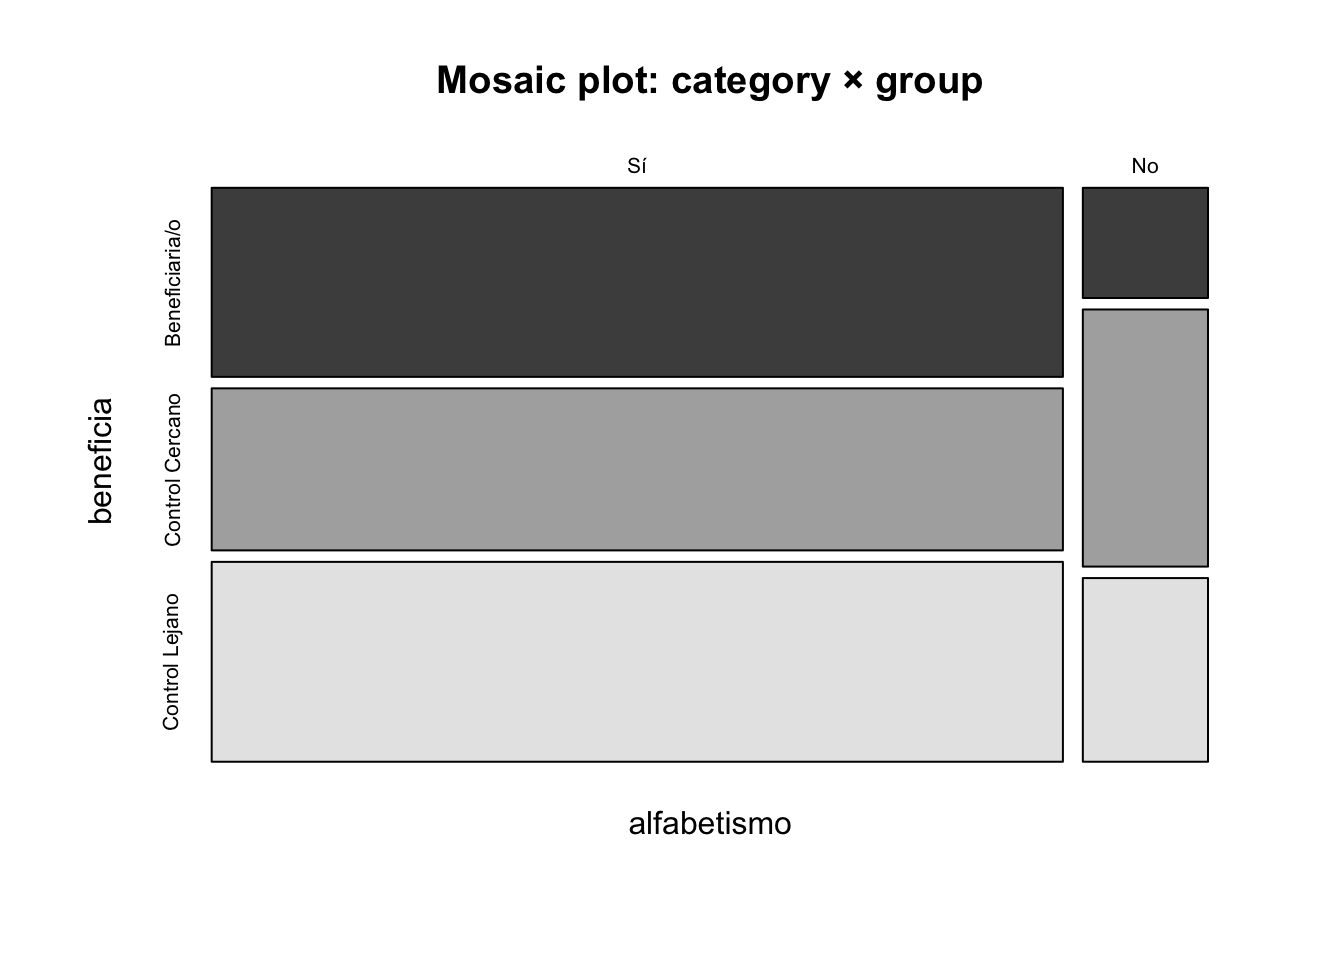 Mosaic plot: category × group
Sí
No
Beneficiaria/o
Control Cercano
Control Lejano
beneficia
alfabetismo